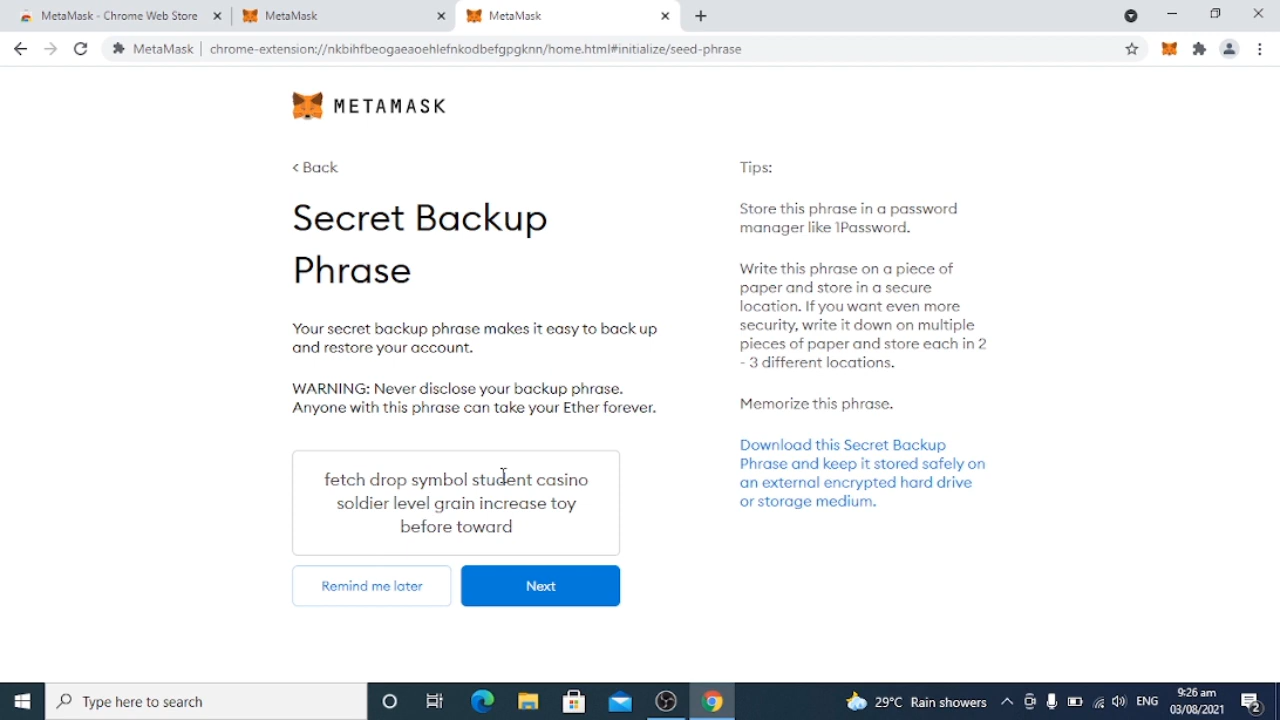 MetaMask - Chrome Web Store
MetaMask
MetaMask
MetaMask
chrome-extension://nkbihfbeogaeaoehlefnkodbefgpgknn/home.html#initialize/seed-phrase
METAMASK
< Back
Secret Backup
Phrase
Your secret backup phrase makes it easy to back up
and restore your account.
WARNING: Never disclose your backup phrase.
Anyone with this phrase can take your Ether forever.
fetch drop symbol student casino
soldier level grain increase toy
before toward
Remind me later
Next
Tips:
Store this phrase in a password
manager like 1Password.
Write this phrase on a piece of
paper and store in a secure
location. If you want even more
security, write it down on multiple
pieces of paper and store each in 2
- 3 different locations.
Memorize this phrase.
Download this Secret Backup
Phrase and keep it stored safely on
an external encrypted hard drive
or storage medium.
Type here to search
29°C Rain showers
ENG
9:26 am
03/08/2021
2